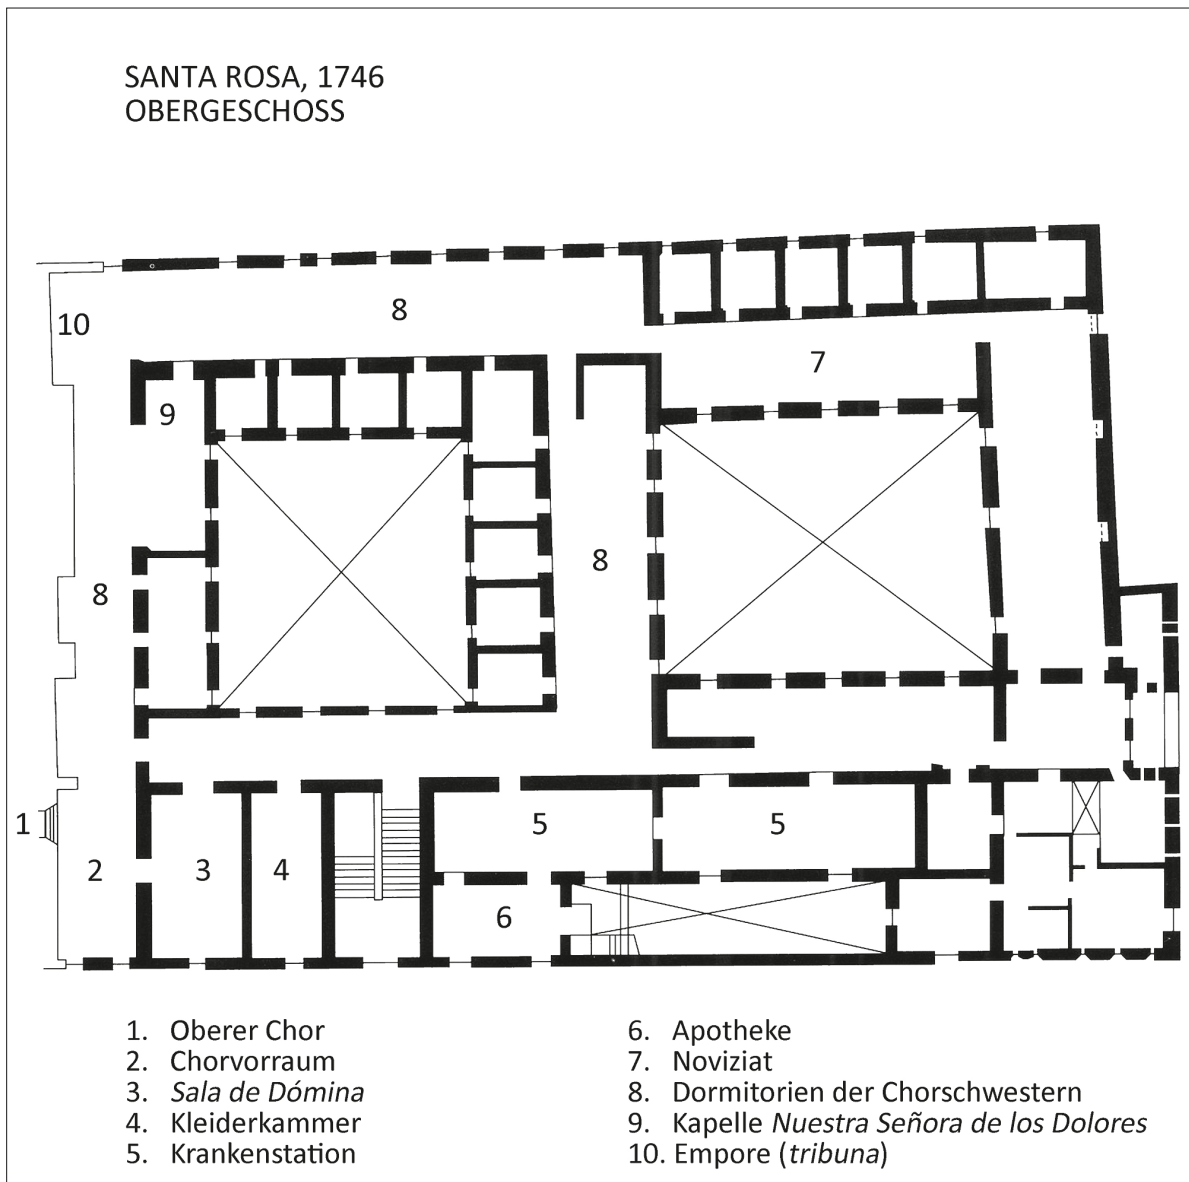 SANTA ROSA, 1746
OBERGESCHOSS
10
8
7
9
8
8
1
2
3
4
5
5
6
1. Oberer Chor
2. Chorvorraum
3. Sala de Dómina
4. Kleiderkammer
5. Krankenstation
6. Apotheke
7. Noviziat
8. Dormitorien der Chorschwestern
9. Kapelle Nuestra Señora de los Dolores
10. Empore (tribuna)